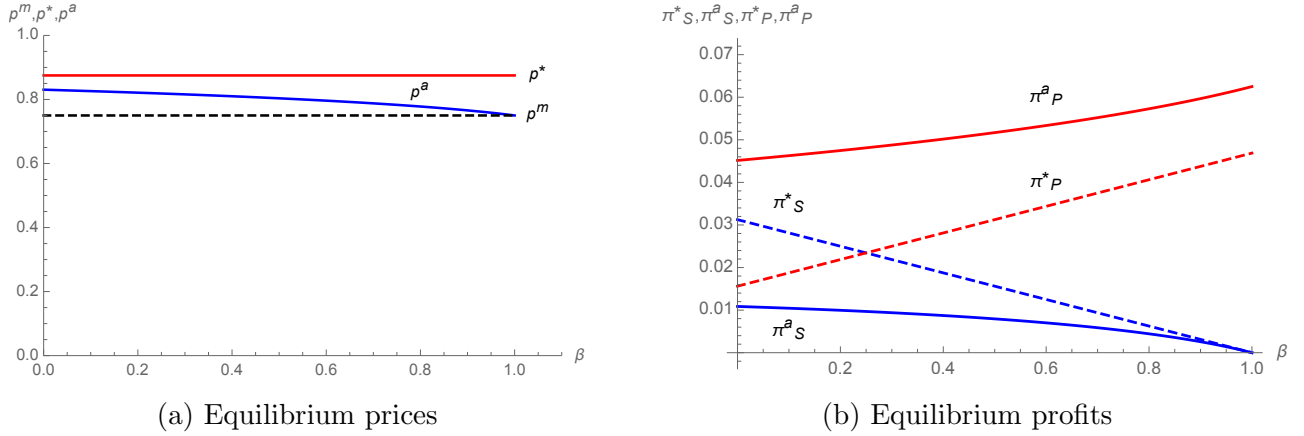 p^m,p*,p^a
1.0
0.8
0.6
0.4
0.2
0.0
0.0 0.2 0.4 0.6 0.8 1.0 β
p*
p^a
p^m
(a) Equilibrium prices
π*_S,π^a_S,π*_P,π^a_P
0.07
0.06
0.05
0.04
0.03
0.02
0.01
0.2 0.4 0.6 0.8 1.0 β
π^a_P
π*_P
π*_S
π^a_S
(b) Equilibrium profits